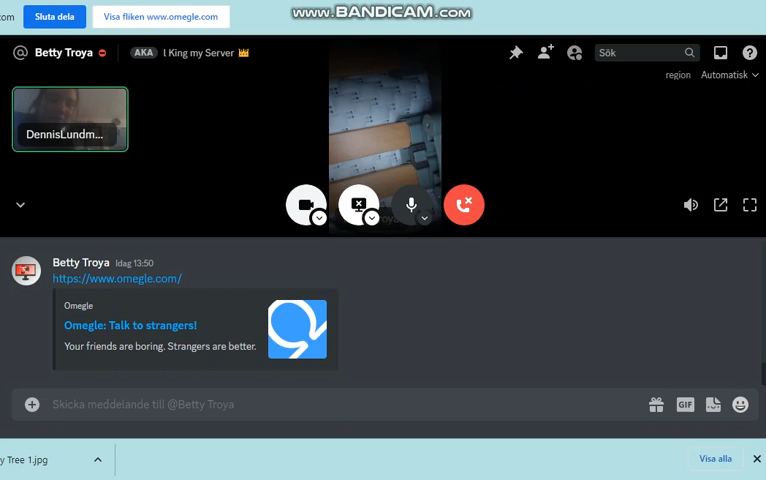 com
Sluta dela
Visa fliken www.omegle.com
www.BANDICAM.com
@ Betty Troya
AKA l King my Server 👑
Sök
region Automatisk
DennisLundm...
Betty Troya Idag 13:50
https://www.omegle.com/
Omegle
Omegle: Talk to strangers!
Your friends are boring. Strangers are better.
Skicka meddelande till @Betty Troya
GIF
y Tree 1.jpg
Visa alla